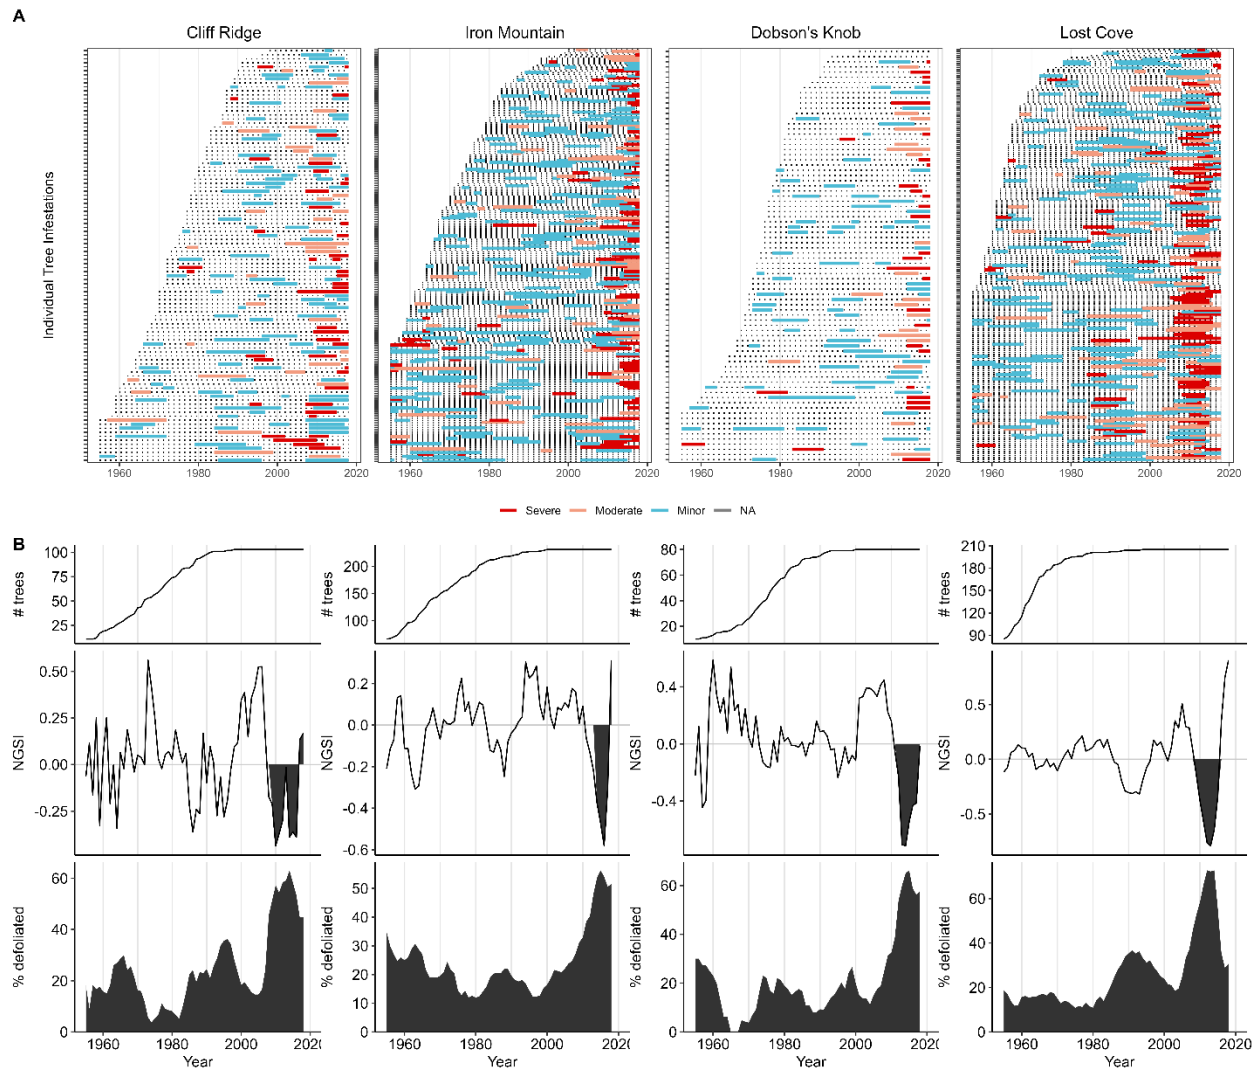 A
Cliff Ridge Iron Mountain Dobson's Knob Lost Cove
Individual Tree Infestations
1960 1980 2000 2020 1960 1980 2000 2020 1960 1980 2000 2020 1960 1980 2000 2020
Severe Moderate Minor NA
B
# trees
100
75
50
25
# trees
200
150
100
# trees
80
60
40
20
# trees
210
180
150
120
90
NGSI
0.50
0.25
0.00
-0.25
NGSI
0.2
0.0
-0.2
-0.4
-0.6
NGSI
0.4
0.0
-0.4
NGSI
0.5
0.0
-0.5
% defoliated
60
40
20
0
% defoliated
50
40
30
20
10
0
% defoliated
60
40
20
0
% defoliated
60
40
20
0
1960 1980 2000 2020 1960 1980 2000 2020 1960 1980 2000 2020 1960 1980 2000 2020
Year Year Year Year